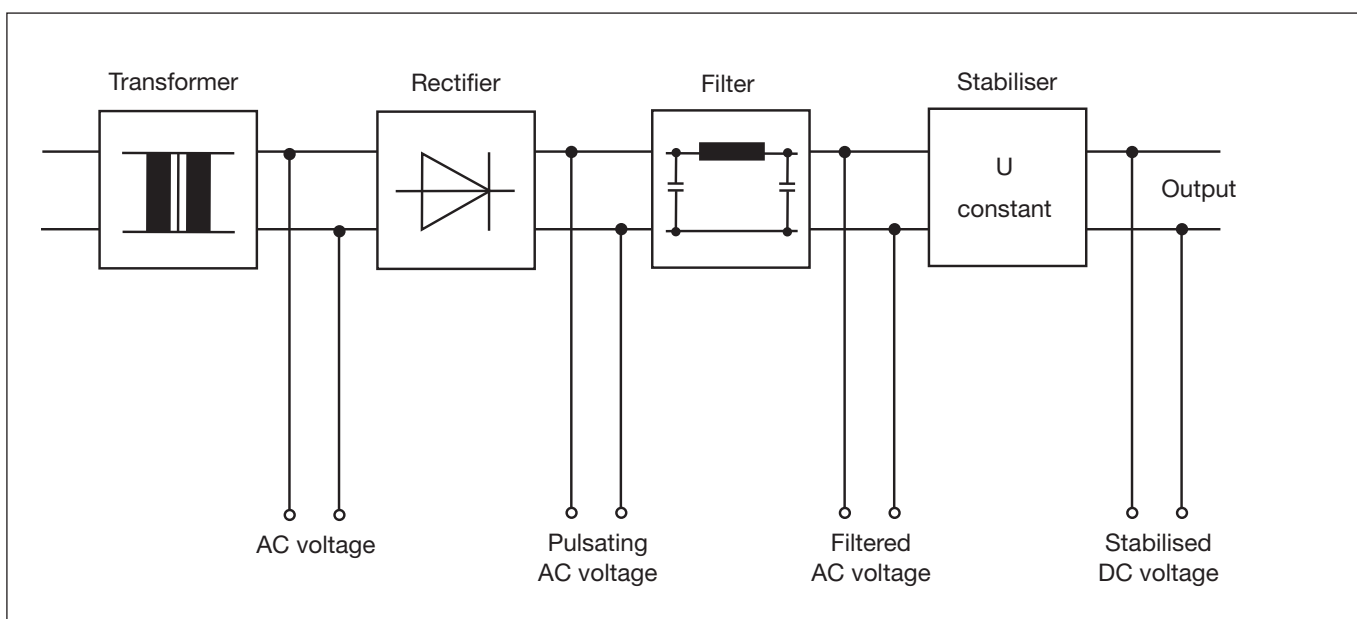 Transformer
Rectifier
Filter
Stabiliser
U
constant
Output
AC voltage
Pulsating
AC voltage
Filtered
AC voltage
Stabilised
DC voltage